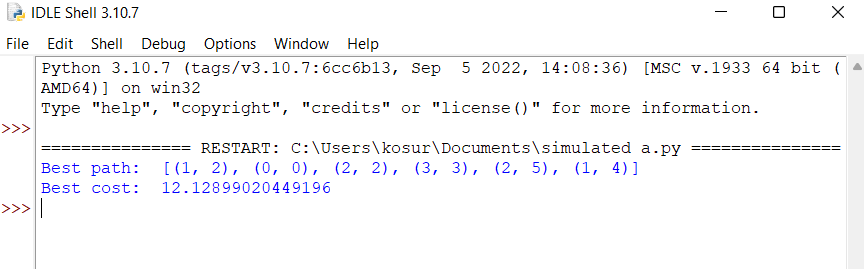 IDLE Shell 3.10.7
File Edit Shell Debug Options Window Help
Python 3.10.7 (tags/v3.10.7:6cc6b13, Sep  5 2022, 14:08:36) [MSC v.1933 64 bit (
AMD64)] on win32
Type "help", "copyright", "credits" or "license()" for more information.
>>>
=============== RESTART: C:\Users\kosur\Documents\simulated a.py ===============
Best path:  [(1, 2), (0, 0), (2, 2), (3, 3), (2, 5), (1, 4)]
Best cost:  12.12899020449196
>>>